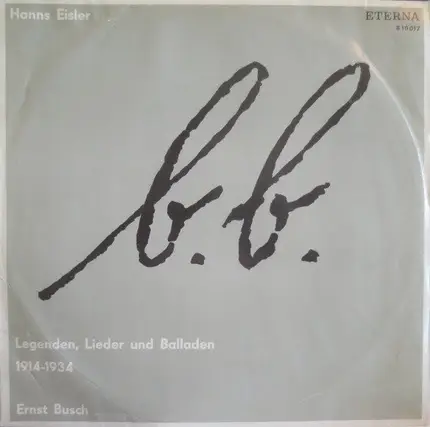 Hanns Eisler
ETERNA
b.b.
Legenden, Lieder und Balladen
1914-1934
Ernst Busch